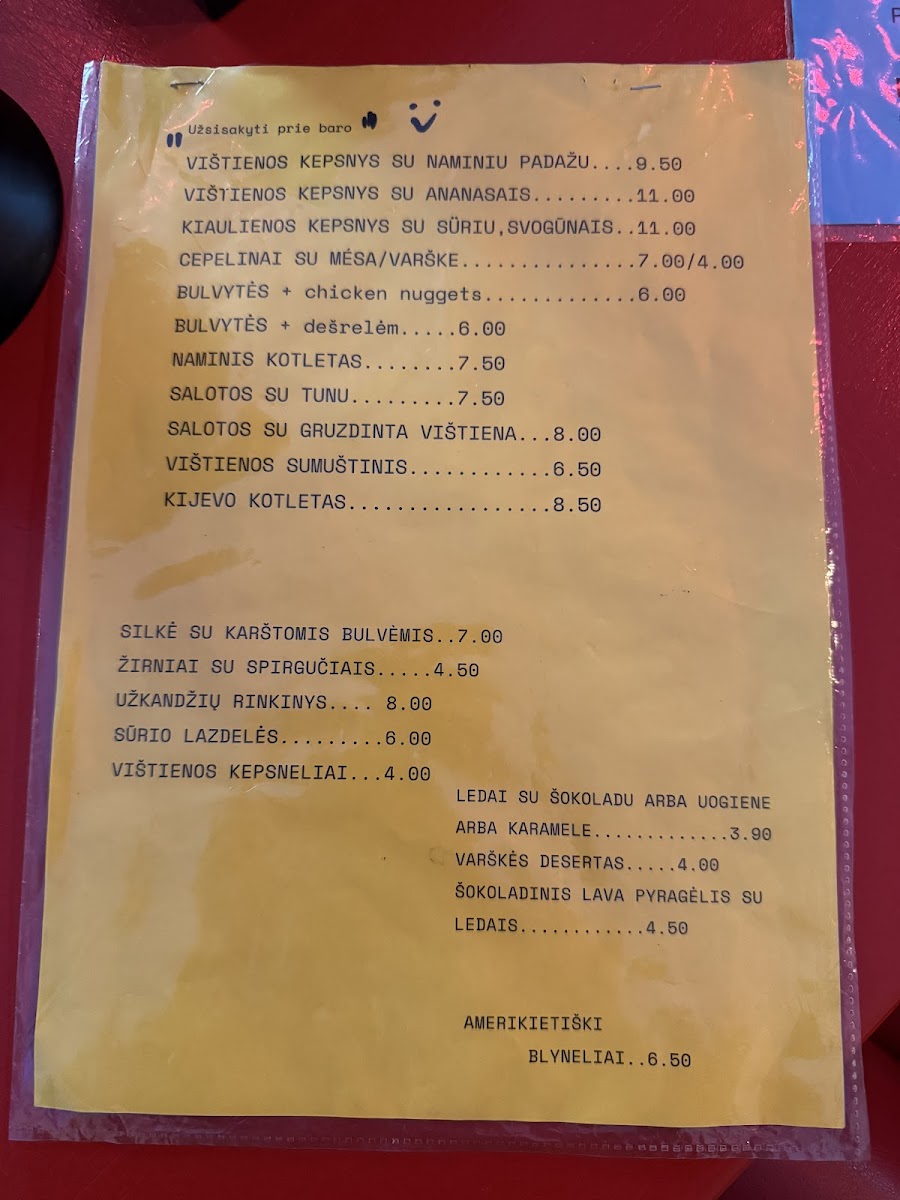 "Užsisakyti prie baro"
VIŠTIENOS KEPSNYS SU NAMINIU PADAŽU....9.50
VIŠTIENOS KEPSNYS SU ANANASAIS.........11.00
KIAULIENOS KEPSNYS SU SŪRIU,SVOGŪNAIS..11.00
CEPELINAI SU MĖSA/VARŠKE...............7.00/4.00
BULVYTĖS + chicken nuggets.............6.00
BULVYTĖS + dešrelėm.....6.00
NAMINIS KOTLETAS........7.50
SALOTOS SU TUNU.........7.50
SALOTOS SU GRUZDINTA VIŠTIENA...8.00
VIŠTIENOS SUMUŠTINIS............6.50
KIJEVO KOTLETAS.................8.50
SILKĖ SU KARŠTOMIS BULVĖMIS..7.00
ŽIRNIAI SU SPIRGUČIAIS.....4.50
UŽKANDŽIŲ RINKINYS.... 8.00
SŪRIO LAZDELĖS.........6.00
VIŠTIENOS KEPSNELIAI...4.00
LEDAI SU ŠOKOLADU ARBA UOGIENE
ARBA KARAMELE.............3.90
VARŠKĖS DESERTAS.....4.00
ŠOKOLADINIS LAVA PYRAGĖLIS SU
LEDAIS............4.50
AMERIKIETIŠKI
BLYNELIAI..6.50